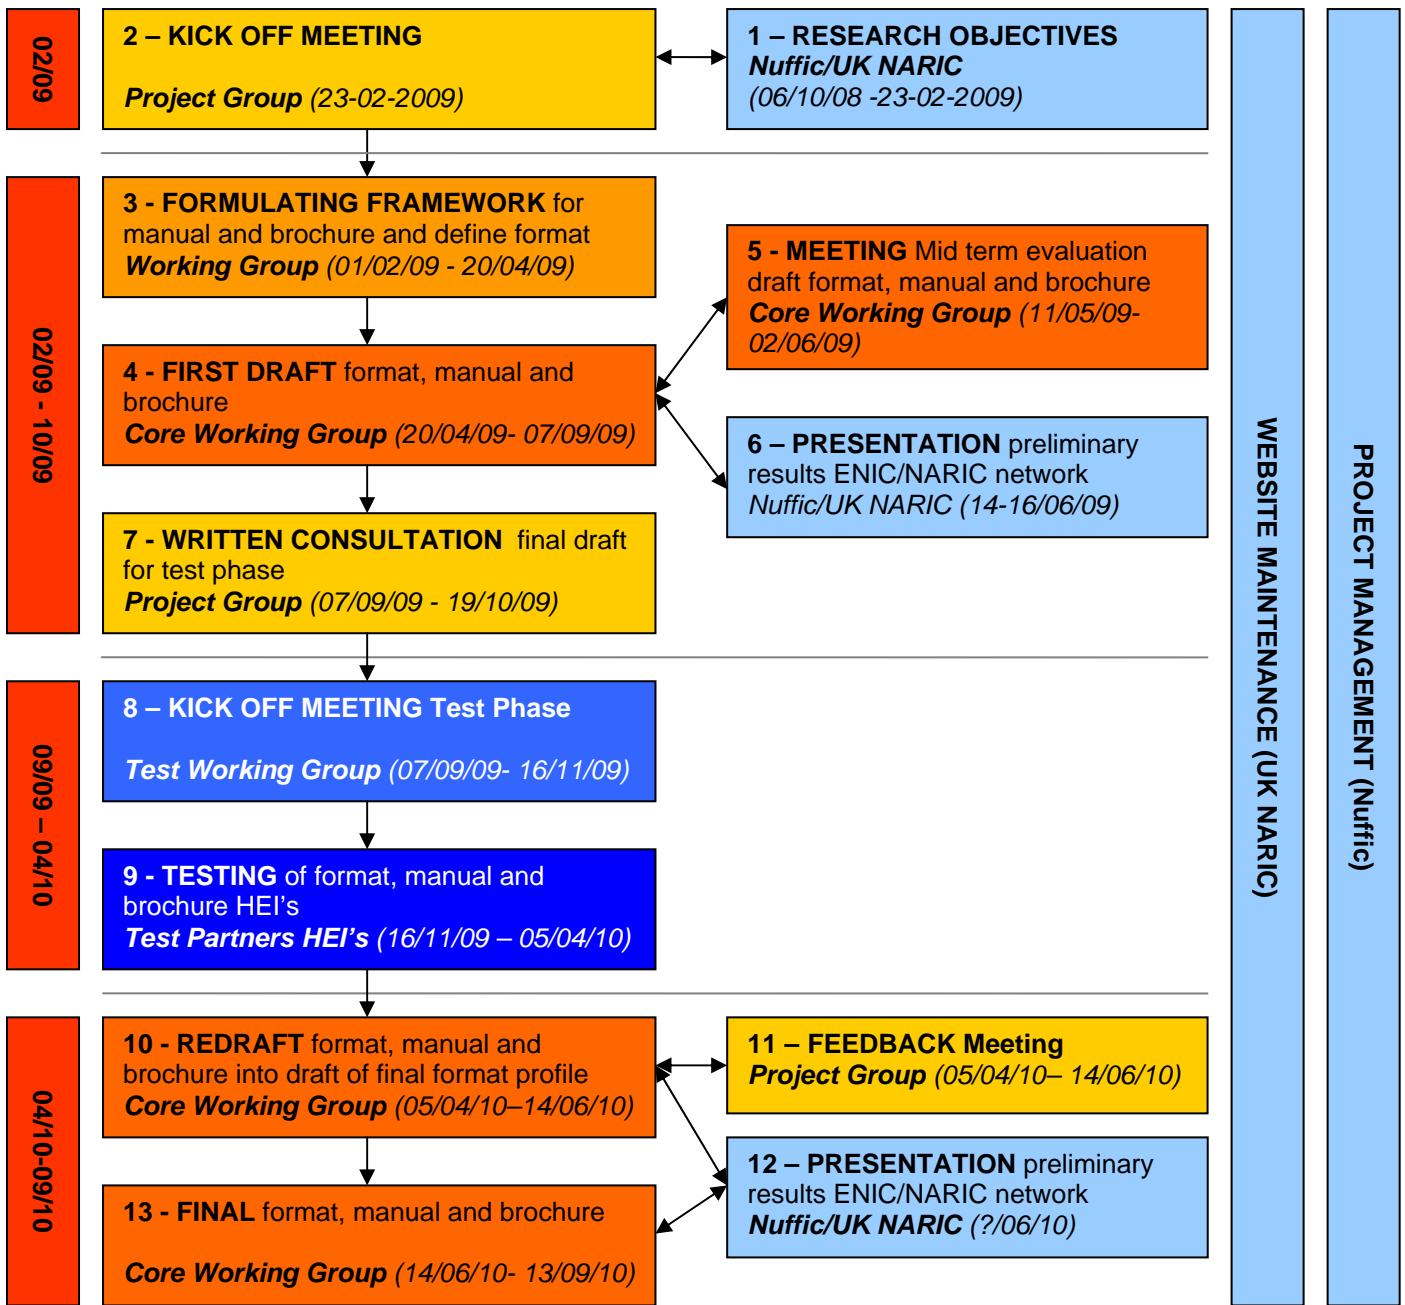 02/09
2 – KICK OFF MEETING
Project Group (23-02-2009)
1 – RESEARCH OBJECTIVES
Nuffic/UK NARIC
(06/10/08 -23-02-2009)
02/09 - 10/09
3 - FORMULATING FRAMEWORK for
manual and brochure and define format
Working Group (01/02/09 - 20/04/09)
4 - FIRST DRAFT format, manual and
brochure
Core Working Group (20/04/09- 07/09/09)
5 - MEETING Mid term evaluation
draft format, manual and brochure
Core Working Group (11/05/09-
02/06/09)
6 – PRESENTATION preliminary
results ENIC/NARIC network
Nuffic/UK NARIC (14-16/06/09)
7 - WRITTEN CONSULTATION  final draft
for test phase
Project Group (07/09/09 - 19/10/09)
09/09 – 04/10
8 – KICK OFF MEETING Test Phase
Test Working Group (07/09/09- 16/11/09)
9 - TESTING of format, manual and
brochure HEI's
Test Partners HEI's (16/11/09 – 05/04/10)
04/10-09/10
10 - REDRAFT format, manual and
brochure into draft of final format profile
Core Working Group (05/04/10–14/06/10)
11 – FEEDBACK Meeting
Project Group (05/04/10– 14/06/10)
12 – PRESENTATION preliminary
results ENIC/NARIC network
Nuffic/UK NARIC (?/06/10)
13 - FINAL format, manual and brochure
Core Working Group (14/06/10- 13/09/10)
WEBSITE MAINTENANCE (UK NARIC)
PROJECT MANAGEMENT (Nuffic)